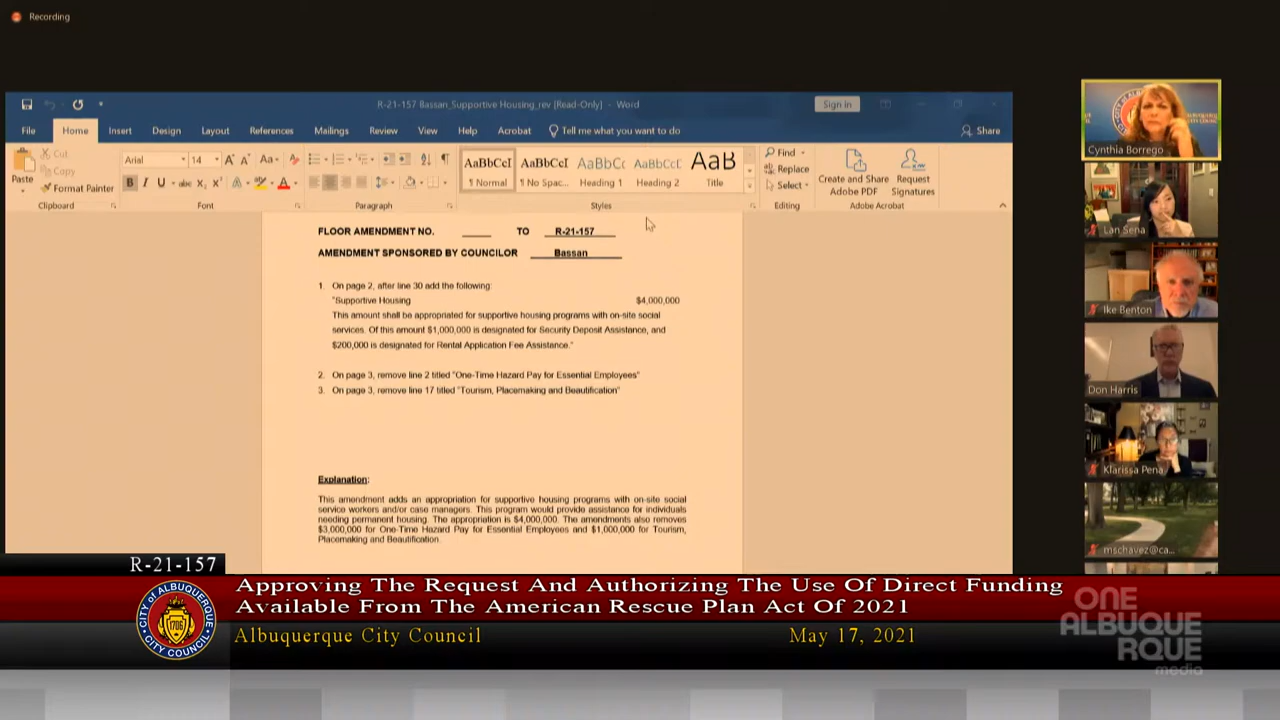 Recording
R-21-157 Bassan_Supportive Housing_rev [Read-Only] - Word
Sign in
File Home Insert Design Layout References Mailings Review View Help Acrobat Tell me what you want to do Share
Paste
Cut
Copy
Format Painter
Clipboard
Arial 14
Font
Paragraph
AaBbCcI AaBbCcI AaBbCc AaBbCcC AaB
¶ Normal ¶ No Spac... Heading 1 Heading 2 Title
Styles
Find
Replace
Select
Editing
Create and Share Adobe PDF
Request Signatures
Adobe Acrobat
FLOOR AMENDMENT NO. ____ TO R-21-157
AMENDMENT SPONSORED BY COUNCILOR Bassan
1. On page 2, after line 30 add the following:
"Supportive Housing $4,000,000
This amount shall be appropriated for supportive housing programs with on-site social
services. Of this amount $1,000,000 is designated for Security Deposit Assistance, and
$200,000 is designated for Rental Application Fee Assistance."
2. On page 3, remove line 2 titled "One-Time Hazard Pay for Essential Employees"
3. On page 3, remove line 17 titled "Tourism, Placemaking and Beautification"
Explanation:
This amendment adds an appropriation for supportive housing programs with on-site social
service workers and/or case managers. This program would provide assistance for individuals
needing permanent housing. The appropriation is $4,000,000. The amendments also removes
$3,000,000 for One-Time Hazard Pay for Essential Employees and $1,000,000 for Tourism,
Placemaking and Beautification.
Cynthia Borrego
Lan Sena
Ike Benton
Don Harris
Klarissa Pena
mschavez@ca...
R-21-157
Approving The Request And Authorizing The Use Of Direct Funding
Available From The American Rescue Plan Act Of 2021
Albuquerque City Council May 17, 2021
CITY OF ALBUQUERQUE
1706
CITY COUNCIL
ONE
ALBUQUE
RQUE
media